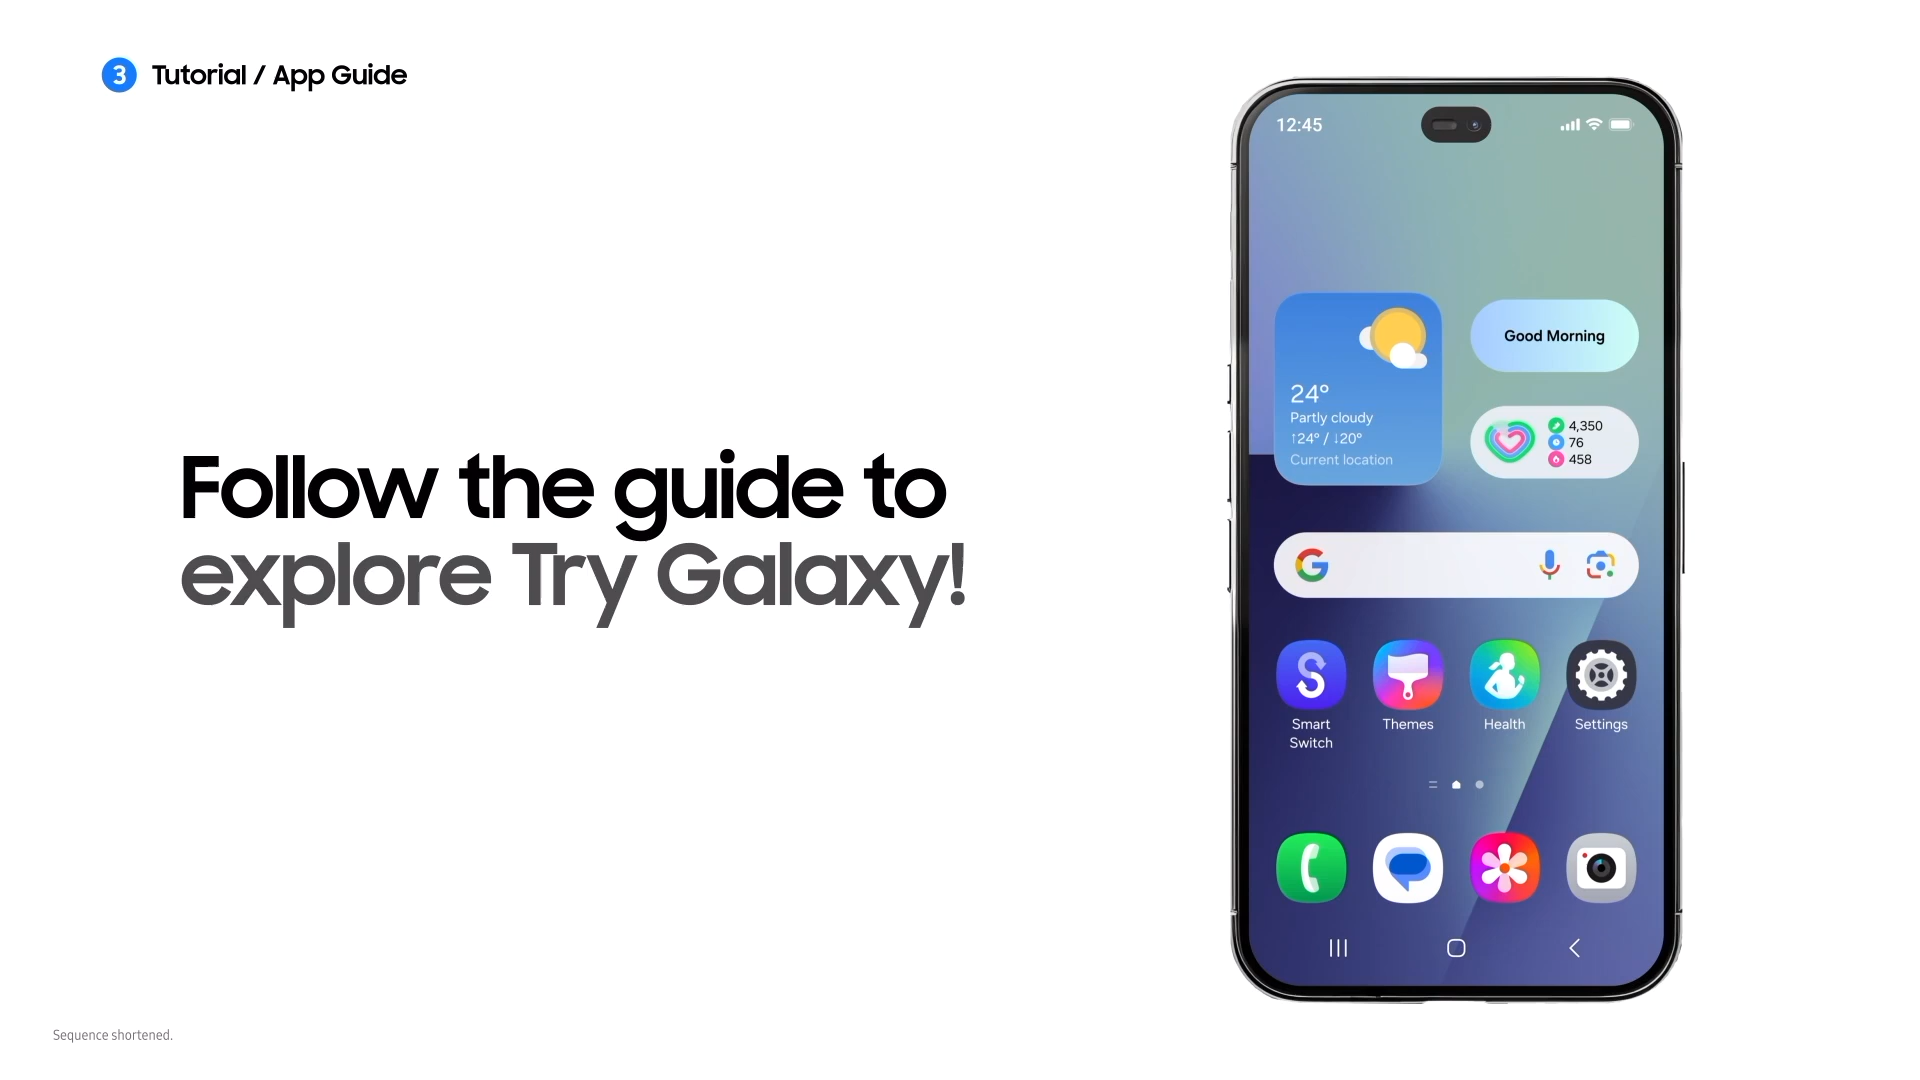 3 Tutorial / App Guide
Follow the guide to
explore Try Galaxy!
Sequence shortened.
12:45
24°
Partly cloudy
↑24° / ↓20°
Current location
Good Morning
4,350
76
458
Smart
Switch
Themes
Health
Settings